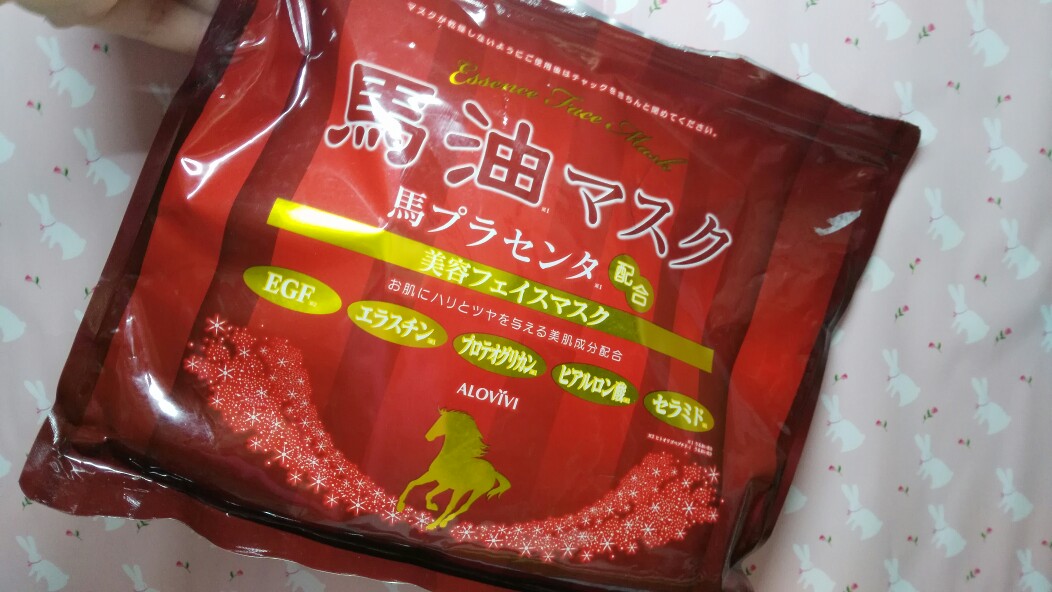 マスクが乾燥しないようにご使用後はチャックをきちんと閉めてください。
Essence Face Mask
馬油マスク
馬プラセンタ配合
美容フェイスマスク
お肌にハリとツヤを与える美肌成分配合
EGF
エラスチン
プロテオグリカン
ヒアルロン酸
セラミド
ALOVIVI